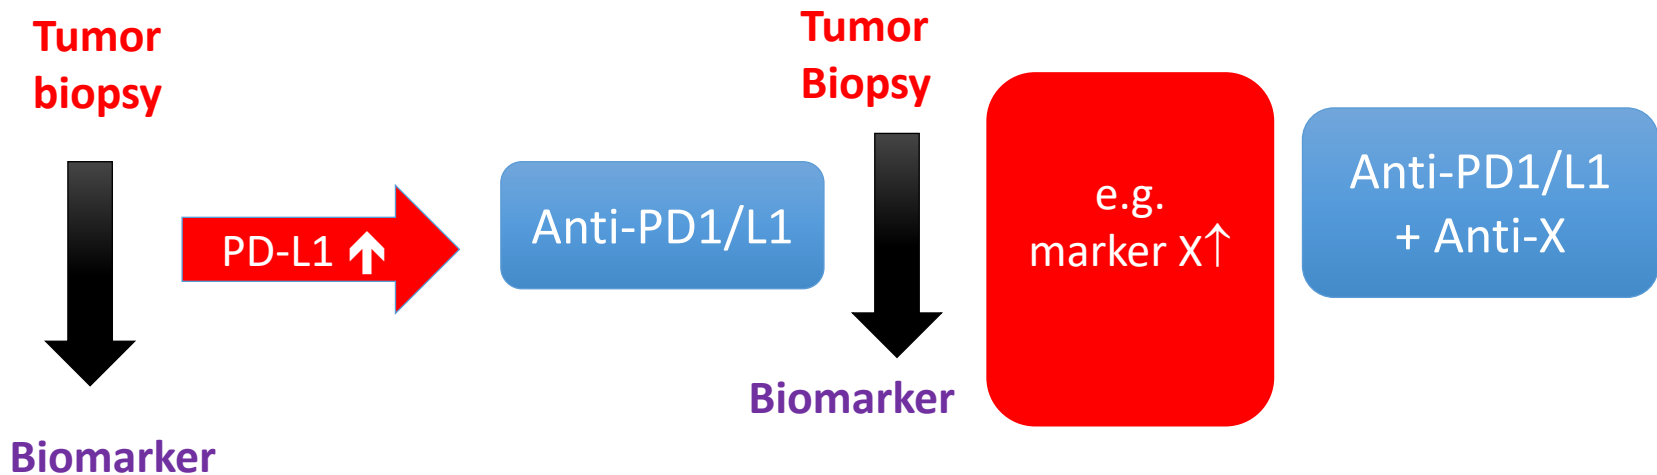 Tumor
biopsy
Biomarker
PD-L1 ↑
Anti-PD1/L1
Tumor
Biopsy
Biomarker
e.g.
marker X↑
Anti-PD1/L1
+ Anti-X